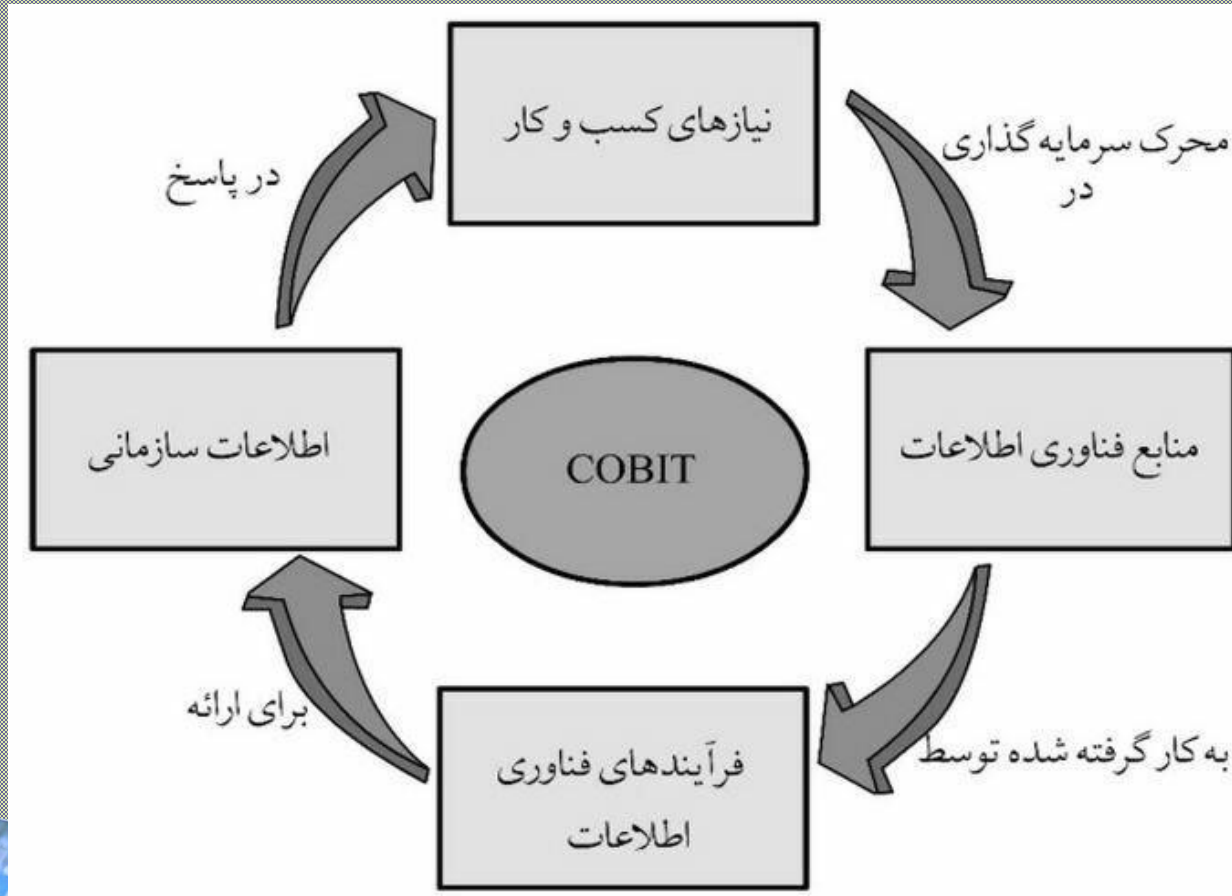 نیازهای کسب و کار
محرک سرمایه گذاری
در
در پاسخ
منابع فناوری اطلاعات
COBIT
اطلاعات سازمانی
به کار گرفته شده توسط
فرآیندهای فناوری
اطلاعات
برای ارائه